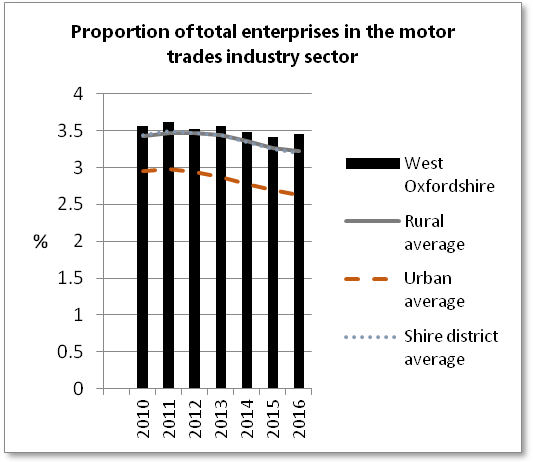 Proportion of total enterprises in the motor
trades industry sector
4
3.5
3
2.5
2
1.5
1
0.5
0
%
2010
2011
2012
2013
2014
2015
2016
West
Oxfordshire
Rural
average
Urban
average
Shire district
average